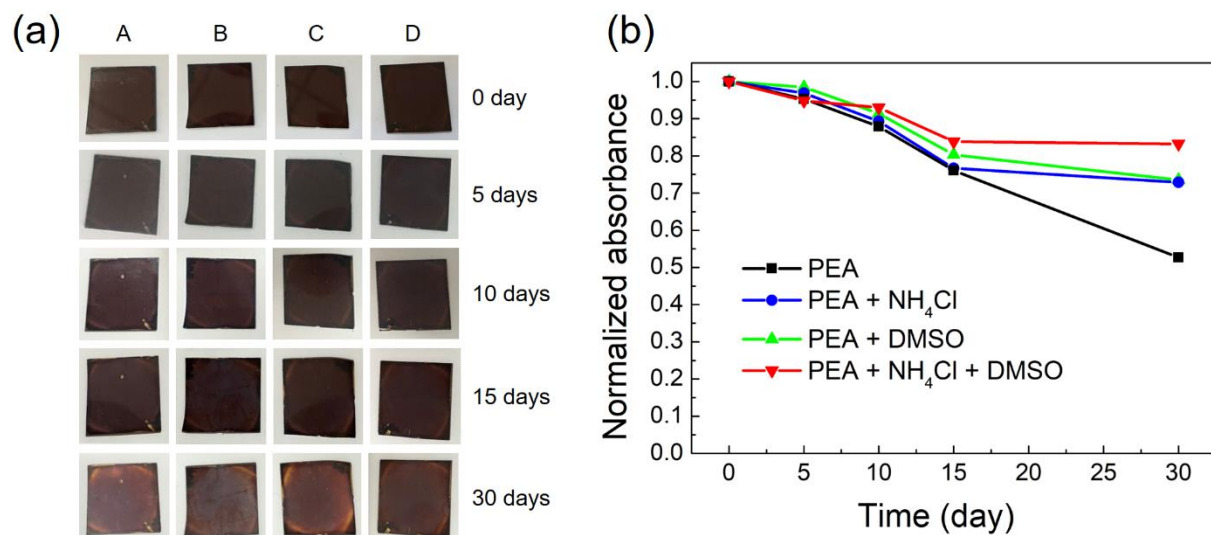 (a)
A B C D
0 day
5 days
10 days
15 days
30 days
(b)
Normalized absorbance
1.0
0.9
0.8
0.7
0.6
0.5
0.4
0.3
0.2
0.1
0.0
PEA
PEA + NH₄Cl
PEA + DMSO
PEA + NH₄Cl + DMSO
0 5 10 15 20 25 30
Time (day)